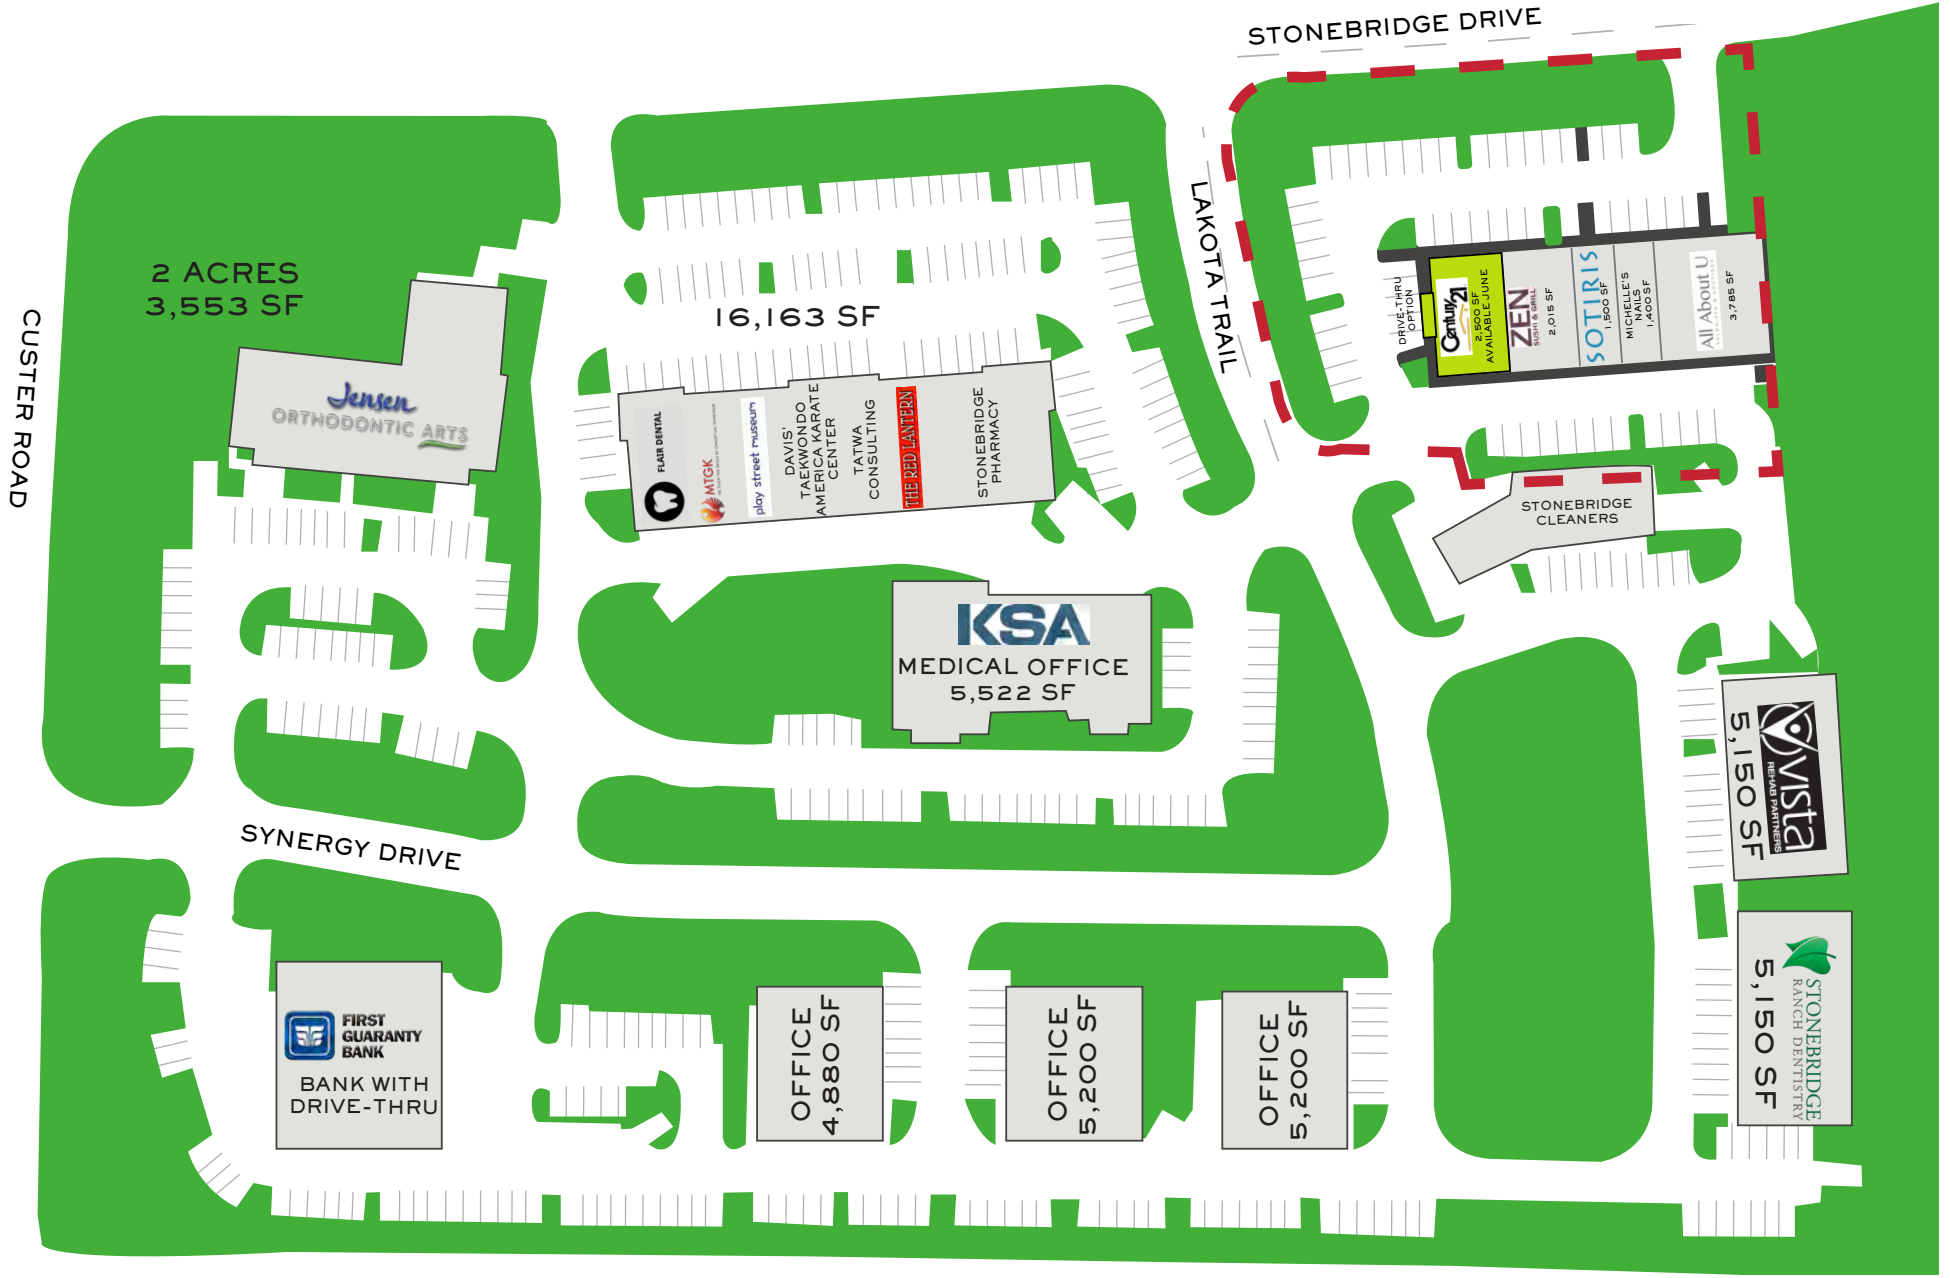 STONEBRIDGE DRIVE
LAKOTA TRAIL
CUSTER ROAD
SYNERGY DRIVE
2 ACRES
3,553 SF
Jensen
ORTHODONTIC ARTS
16,163 SF
FLAIR DENTAL
MTGK
play street museum
DAVIS'
TAEKWONDO
AMERICA KARATE
CENTER
TATWA
CONSULTING
THE RED LANTERN
STONEBRIDGE
PHARMACY
DRIVE-THRU
OPTION
Century 21
2,500 SF
AVAILABLE JUNE
ZEN
SUSHI & GRILL
2,015 SF
SOTIRIS
1,500 SF
MICHELLE'S
NAILS
1,400 SF
All About U
3,785 SF
STONEBRIDGE
CLEANERS
KSA
MEDICAL OFFICE
5,522 SF
VISTA
REHAB PARTNERS
5,150 SF
STONEBRIDGE
RANCH DENTISTRY
5,150 SF
FIRST
GUARANTY
BANK
BANK WITH
DRIVE-THRU
OFFICE
4,880 SF
OFFICE
5,200 SF
OFFICE
5,200 SF